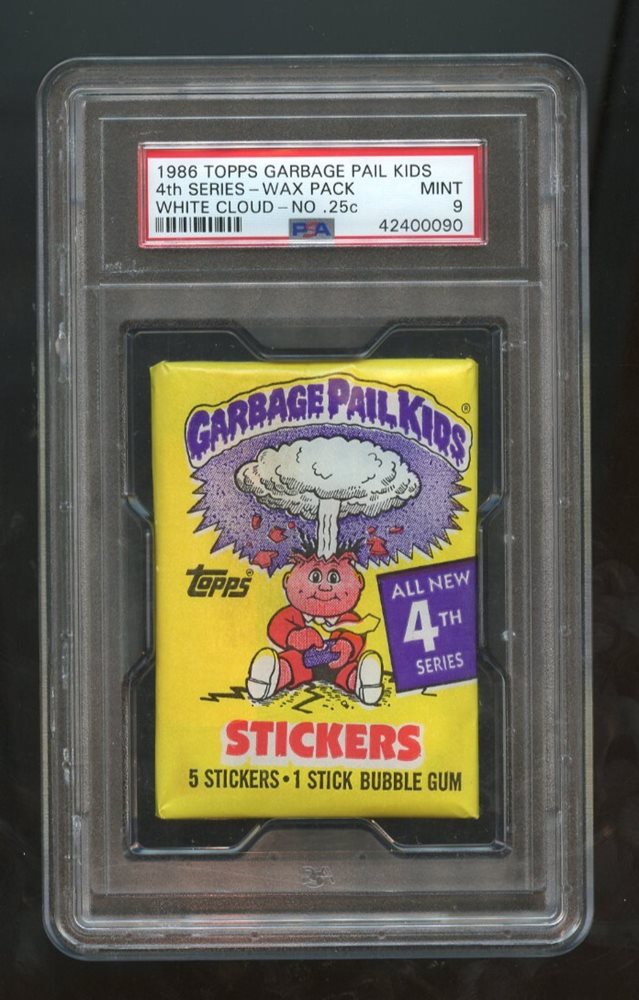 1986 TOPPS GARBAGE PAIL KIDS
4th SERIES - WAX PACK MINT
WHITE CLOUD - NO .25c 9
PSA 42400090
GARBAGE PAIL KIDS ®
topps®
ALL NEW
4TH
SERIES
STICKERS
5 STICKERS • 1 STICK BUBBLE GUM